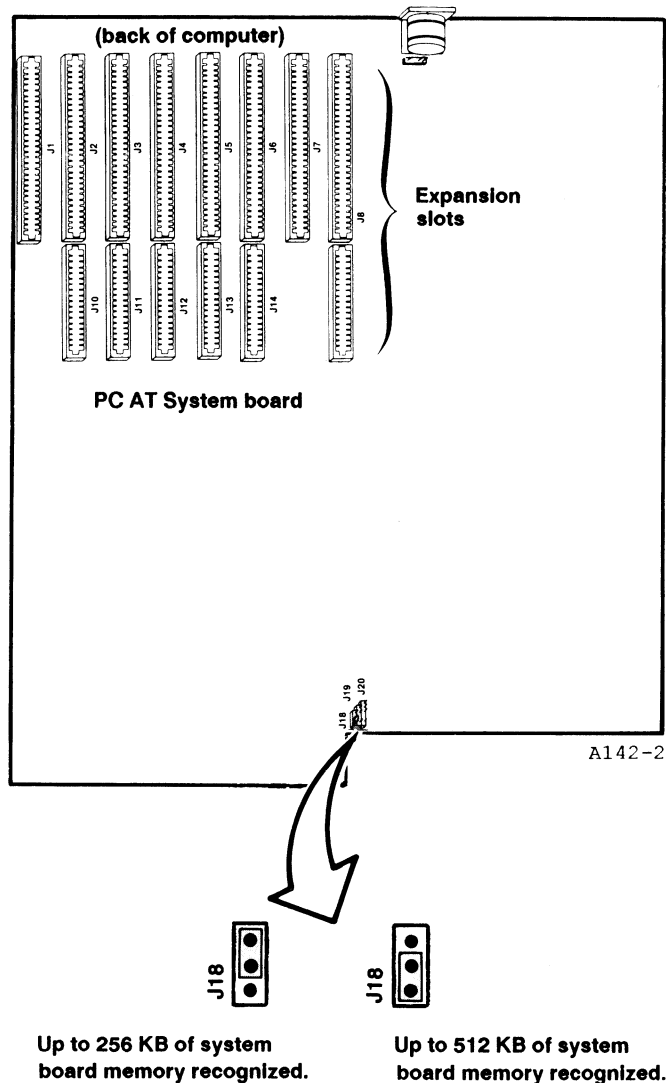 (back of computer)
J1
J2
J3
J4
J5
J6
J7
J8
Expansion
slots
J10
J11
J12
J13
J14
PC AT System board
J18
J19
J20
A142-2
J18
J18
Up to 256 KB of system
board memory recognized.
Up to 512 KB of system
board memory recognized.